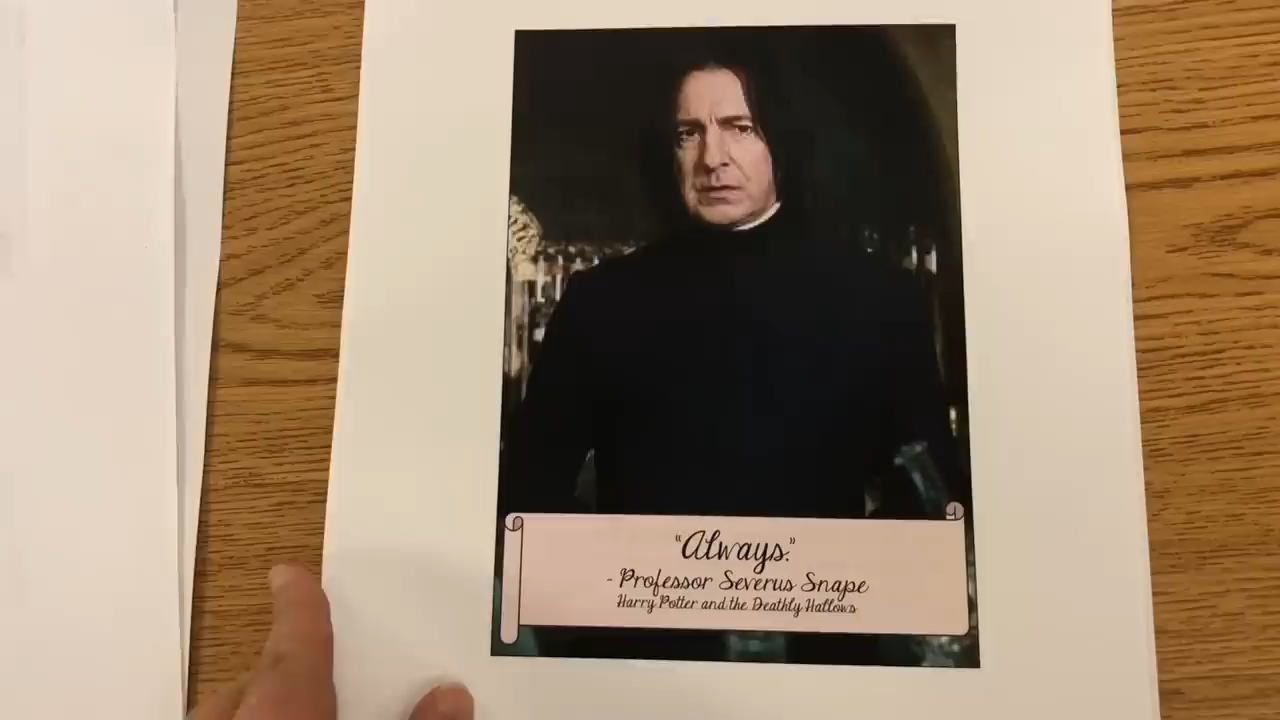 "Always."
- Professor Severus Snape
Harry Potter and the Deathly Hallows